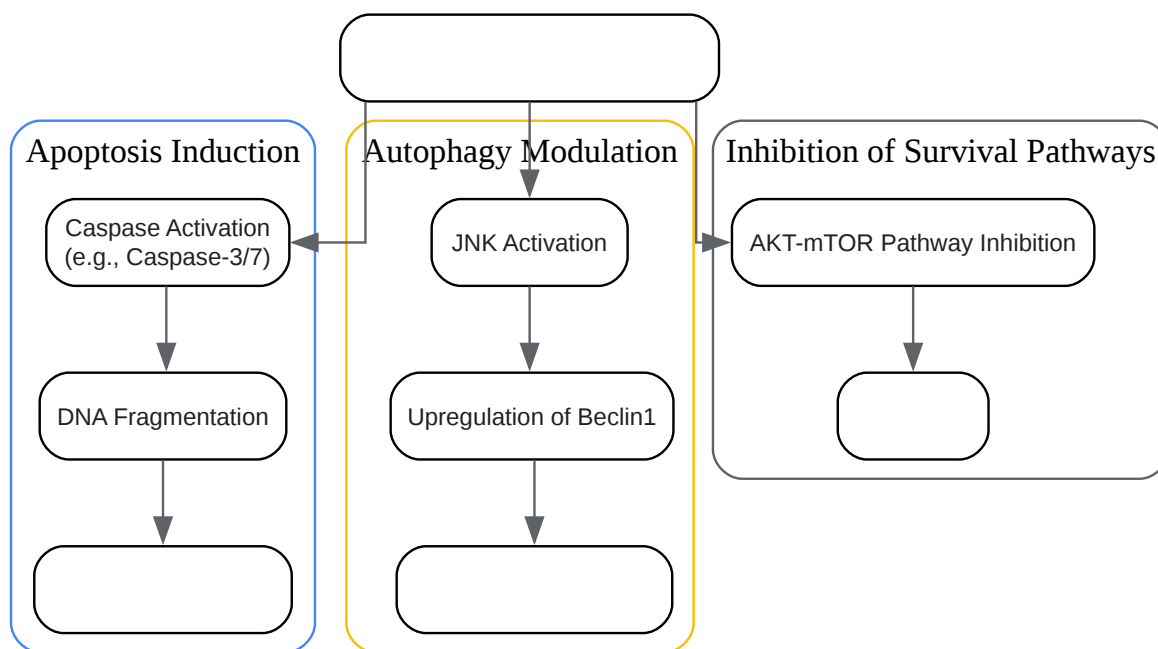 Apoptosis Induction
Autophagy Modulation
Inhibition of Survival Pathways
Caspase Activation
(e.g., Caspase-3/7)
JNK Activation
AKT-mTOR Pathway Inhibition
DNA Fragmentation
Upregulation of Beclin1